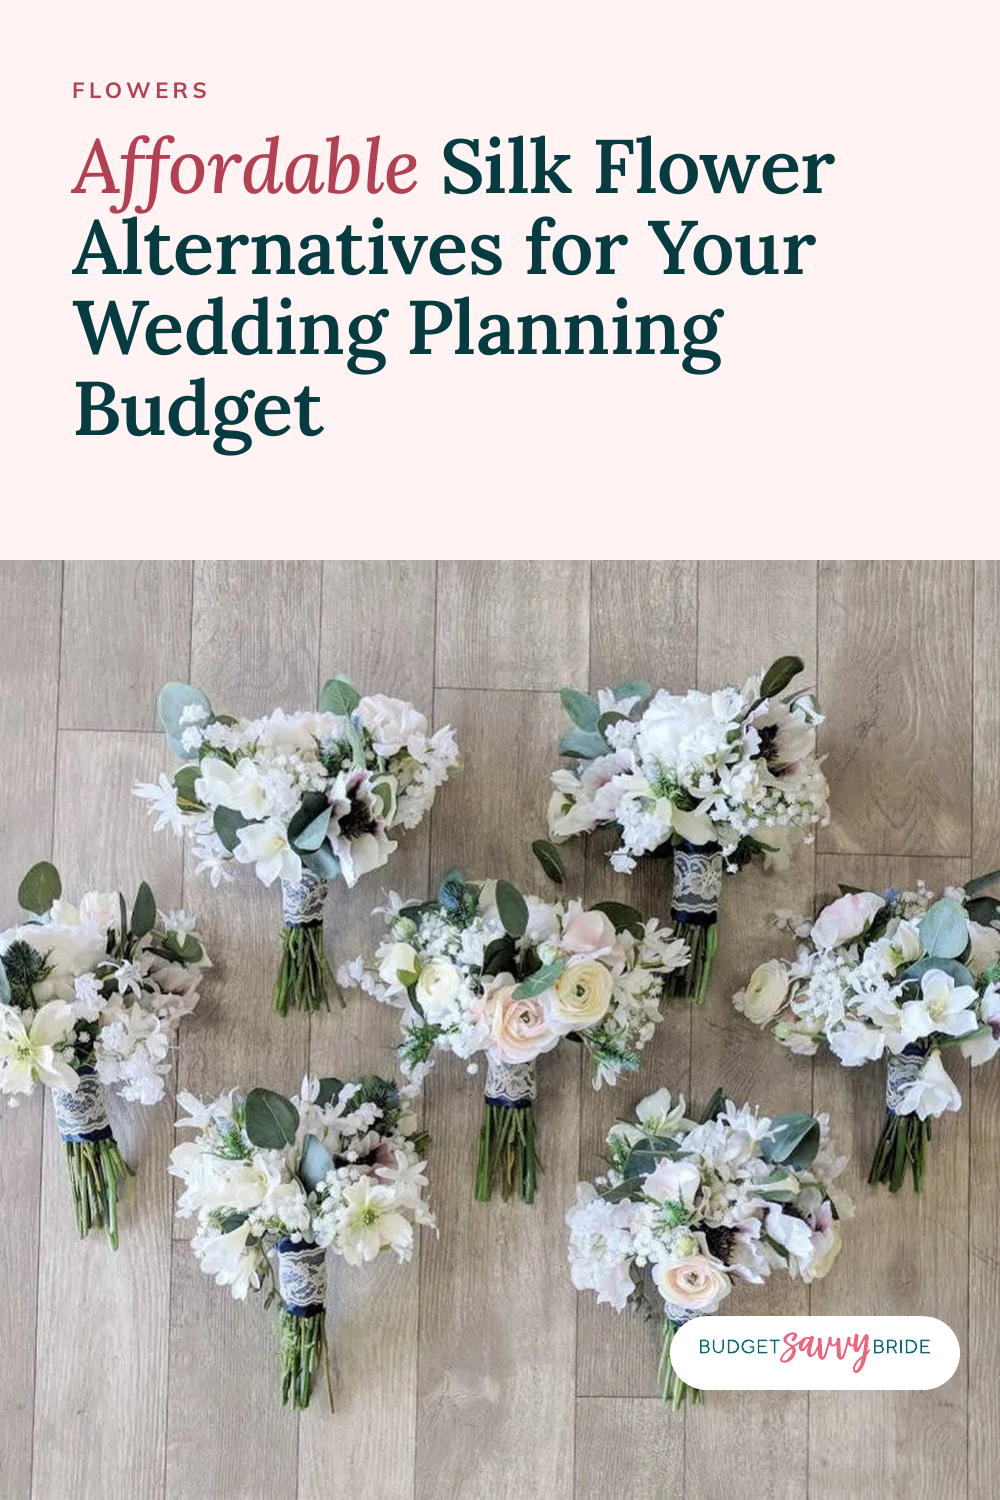 FLOWERS
Affordable Silk Flower
Alternatives for Your
Wedding Planning
Budget
BUDGET savvy BRIDE